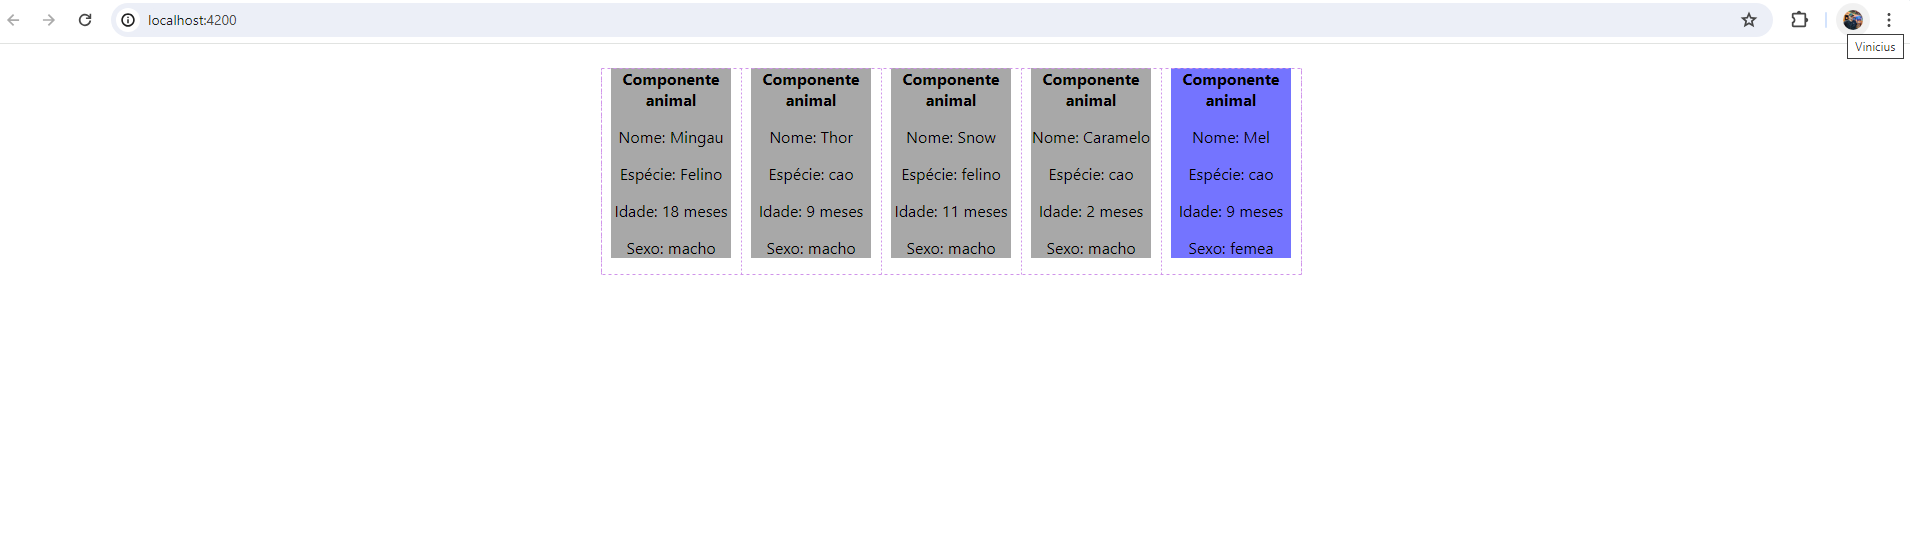 localhost:4200
Vinicius
Componente
animal
Nome: Mingau
Espécie: Felino
Idade: 18 meses
Sexo: macho
Componente
animal
Nome: Thor
Espécie: cao
Idade: 9 meses
Sexo: macho
Componente
animal
Nome: Snow
Espécie: felino
Idade: 11 meses
Sexo: macho
Componente
animal
Nome: Caramelo
Espécie: cao
Idade: 2 meses
Sexo: macho
Componente
animal
Nome: Mel
Espécie: cao
Idade: 9 meses
Sexo: femea